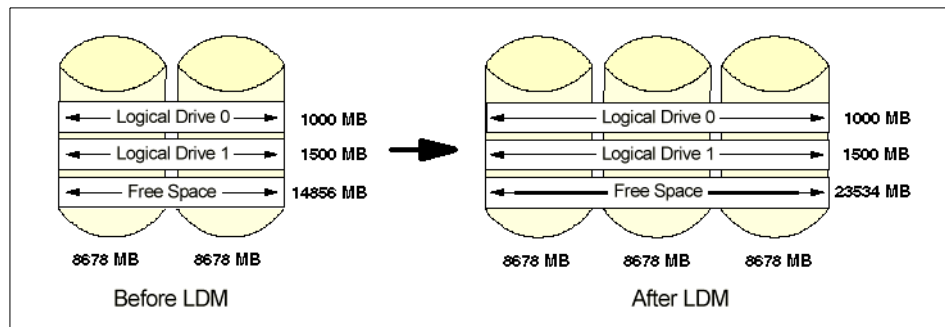 Logical Drive 0
1000 MB
Logical Drive 1
1500 MB
Free Space
14856 MB
8678 MB
8678 MB
Before LDM
Logical Drive 0
1000 MB
Logical Drive 1
1500 MB
Free Space
23534 MB
8678 MB
8678 MB
8678 MB
After LDM